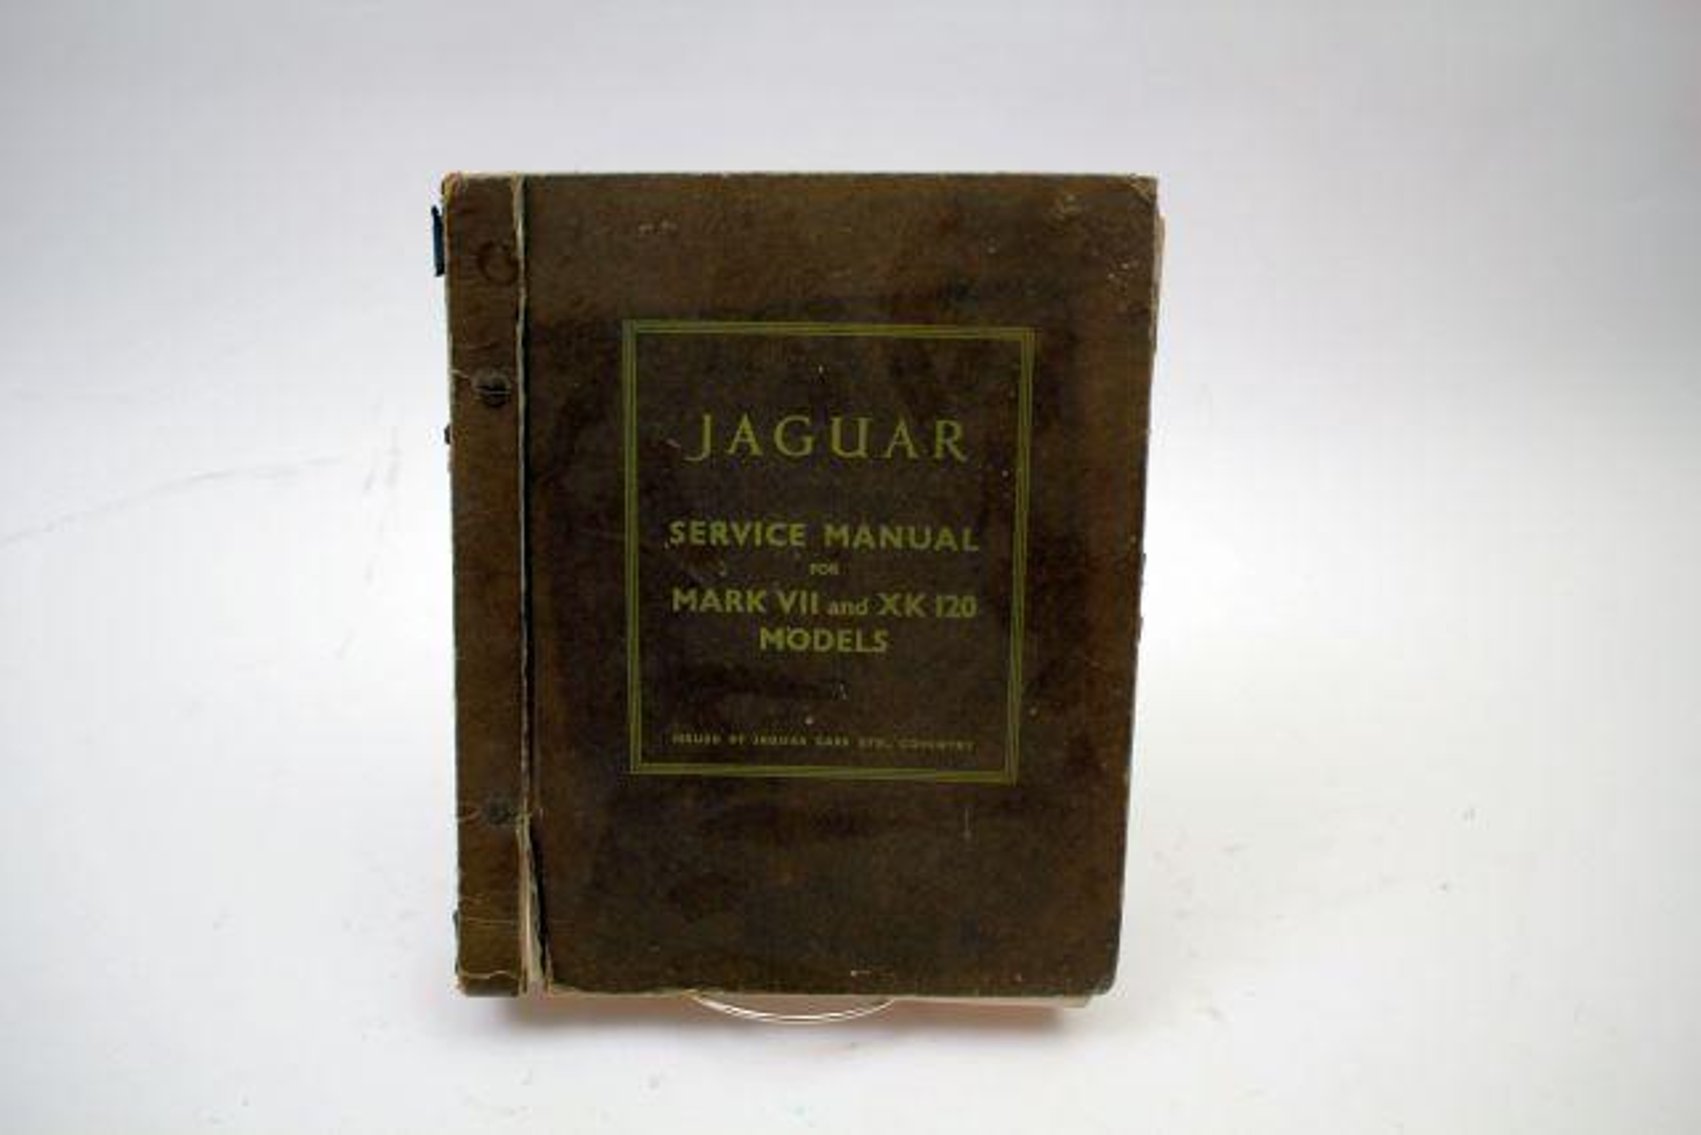 JAGUAR
SERVICE MANUAL
FOR
MARK VII and XK 120
MODELS
ISSUED BY JAGUAR CARS LTD., COVENTRY